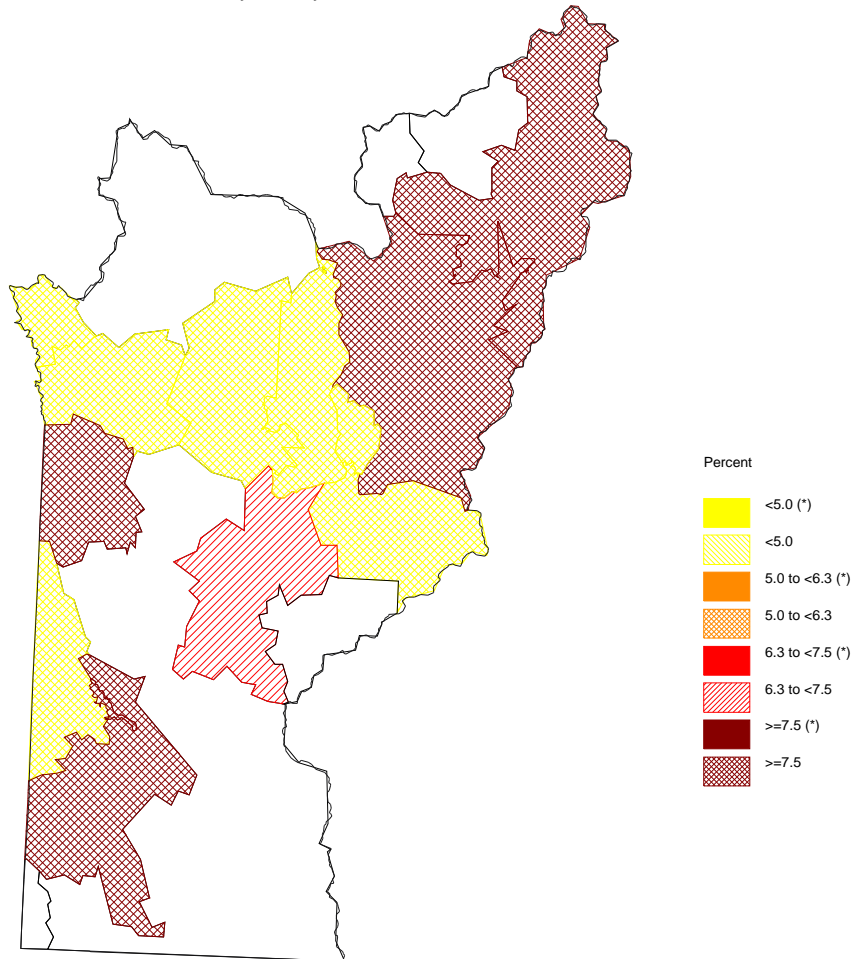 Percent
<5.0 (*)
<5.0
5.0 to <6.3 (*)
5.0 to <6.3
6.3 to <7.5 (*)
6.3 to <7.5
>=7.5 (*)
>=7.5